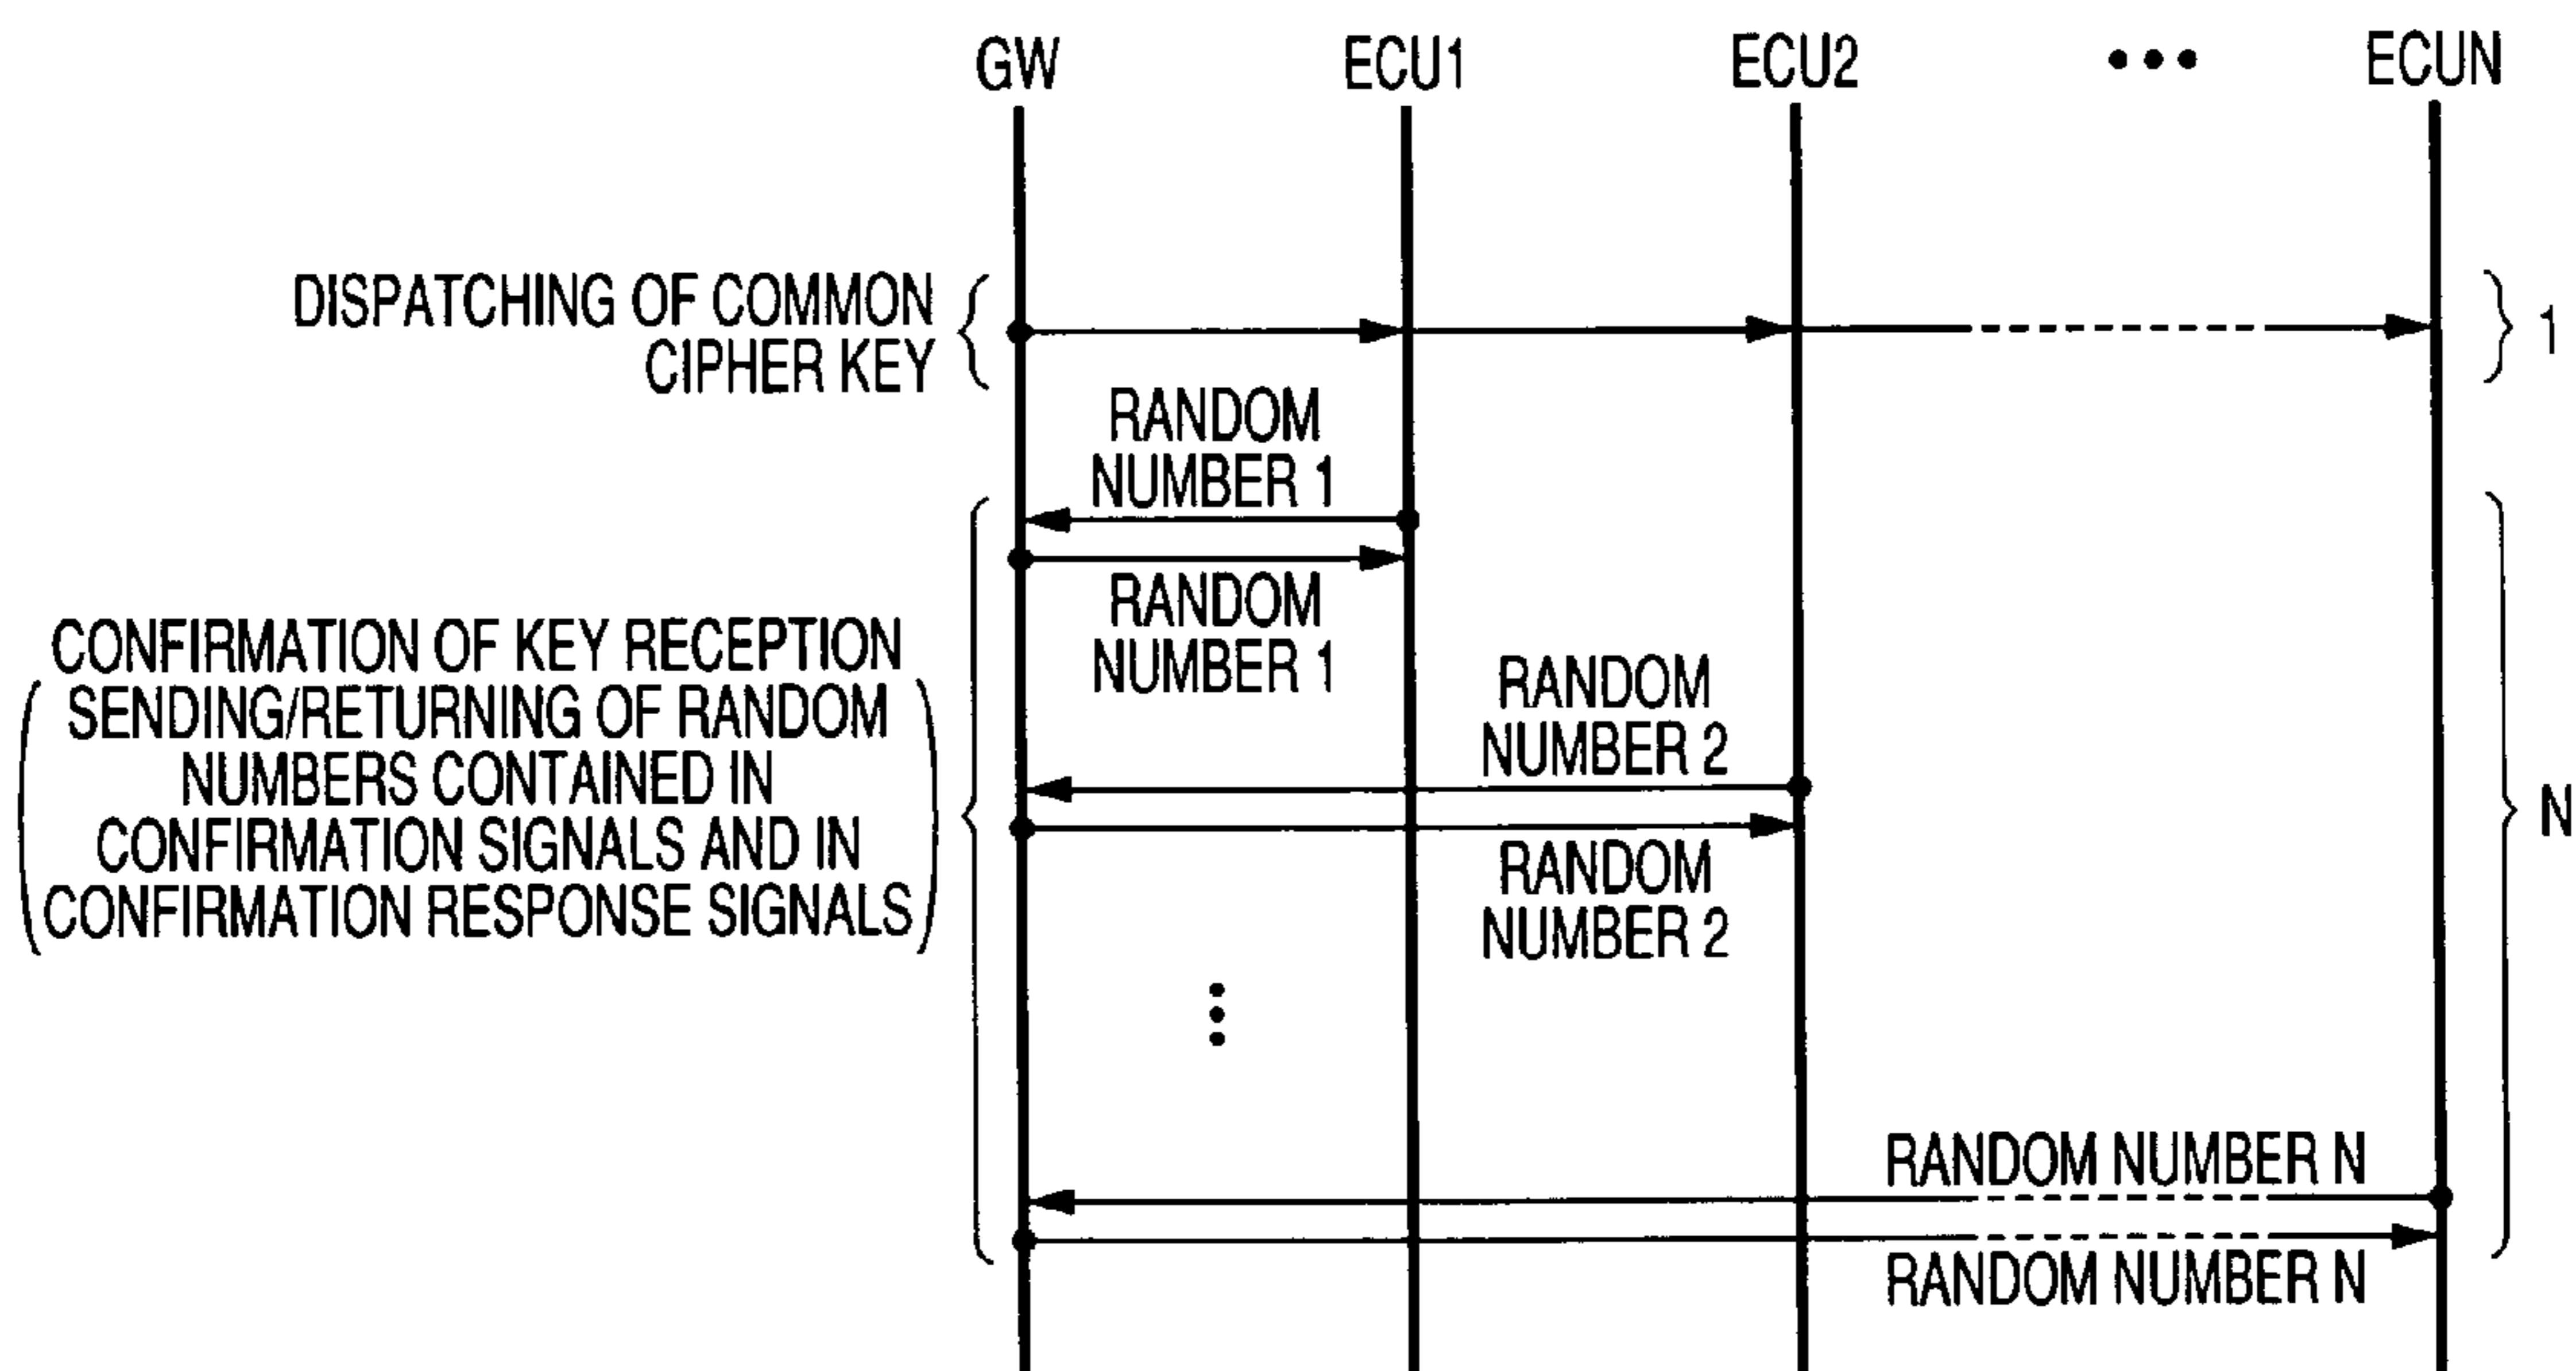 GW ECU1 ECU2 ••• ECUN
DISPATCHING OF COMMON
CIPHER KEY
1
RANDOM
NUMBER 1
RANDOM
NUMBER 1
CONFIRMATION OF KEY RECEPTION
SENDING/RETURNING OF RANDOM
NUMBERS CONTAINED IN
CONFIRMATION SIGNALS AND IN
CONFIRMATION RESPONSE SIGNALS
RANDOM
NUMBER 2
RANDOM
NUMBER 2
N
RANDOM NUMBER N
RANDOM NUMBER N